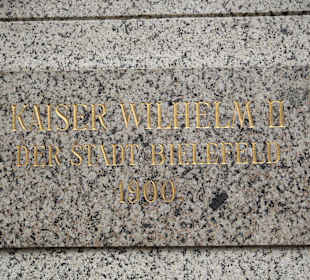 KAISER WILHELM II
DER STADT BIELEFELD
1900